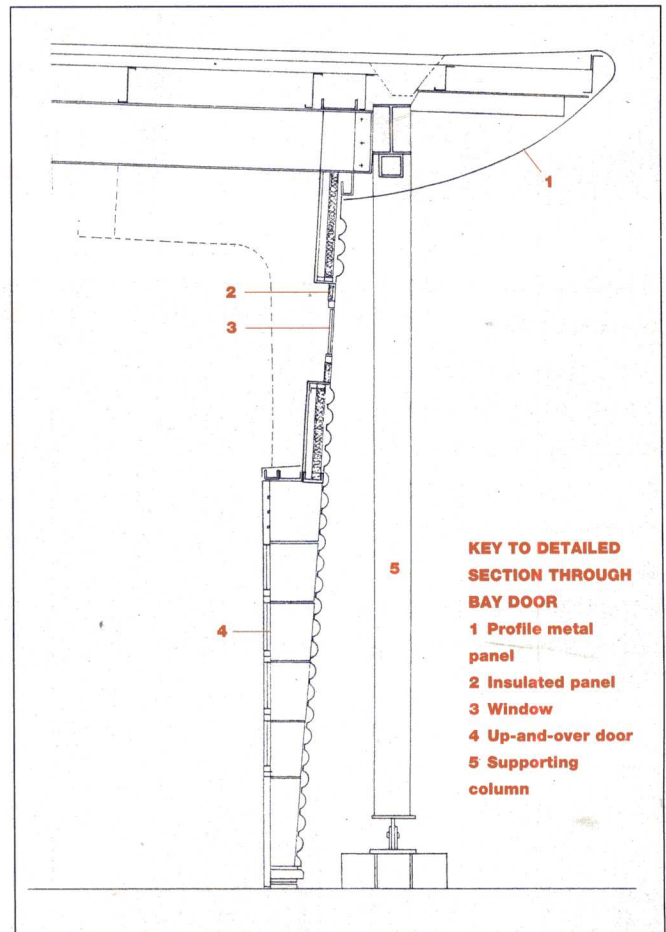 1
2
3
4
5
KEY TO DETAILED
SECTION THROUGH
BAY DOOR
1 Profile metal
panel
2 Insulated panel
3 Window
4 Up-and-over door
5 Supporting
column